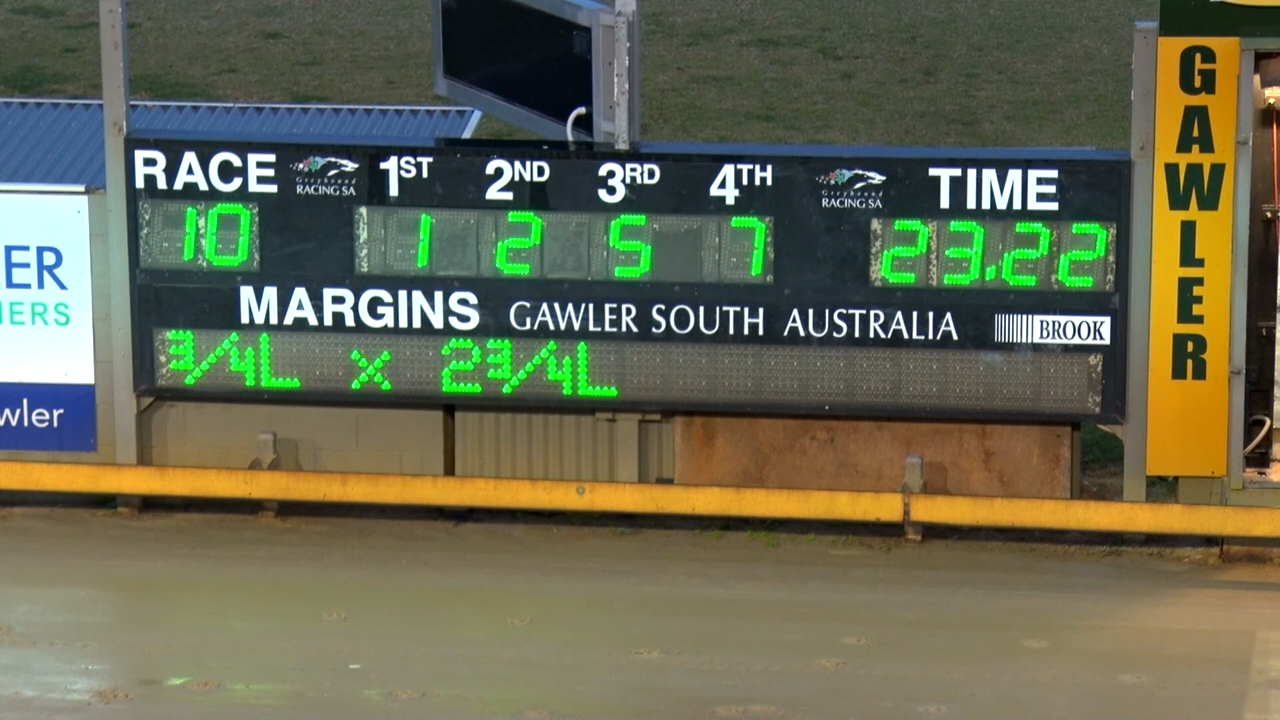 RACE Greyhound RACING SA 1ST 2ND 3RD 4TH Greyhound RACING SA TIME
10 1 2 5 7 23.22
MARGINS GAWLER SOUTH AUSTRALIA BROOK
¾L x 2¾L
GAWLER
ER
NERS
wler